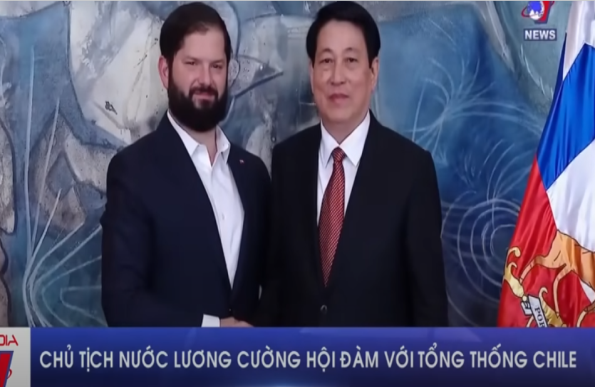 NEWS
CHỦ TỊCH NƯỚC LƯƠNG CƯỜNG HỘI ĐÀM VỚI TỔNG THỐNG CHILE